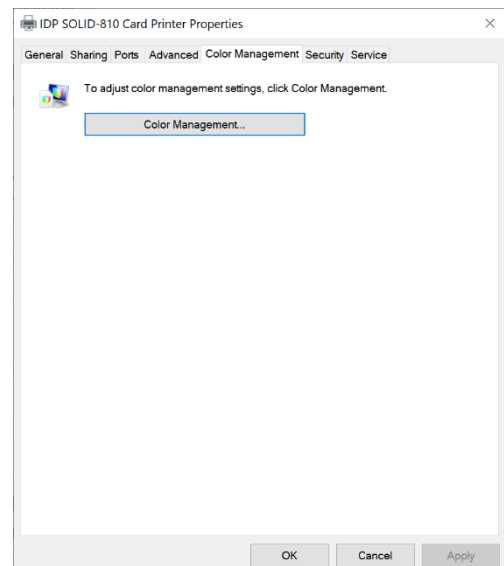 IDP SOLID-810 Card Printer Properties
General Sharing Ports Advanced Color Management Security Service
To adjust color management settings, click Color Management.
Color Management...
OK Cancel Apply